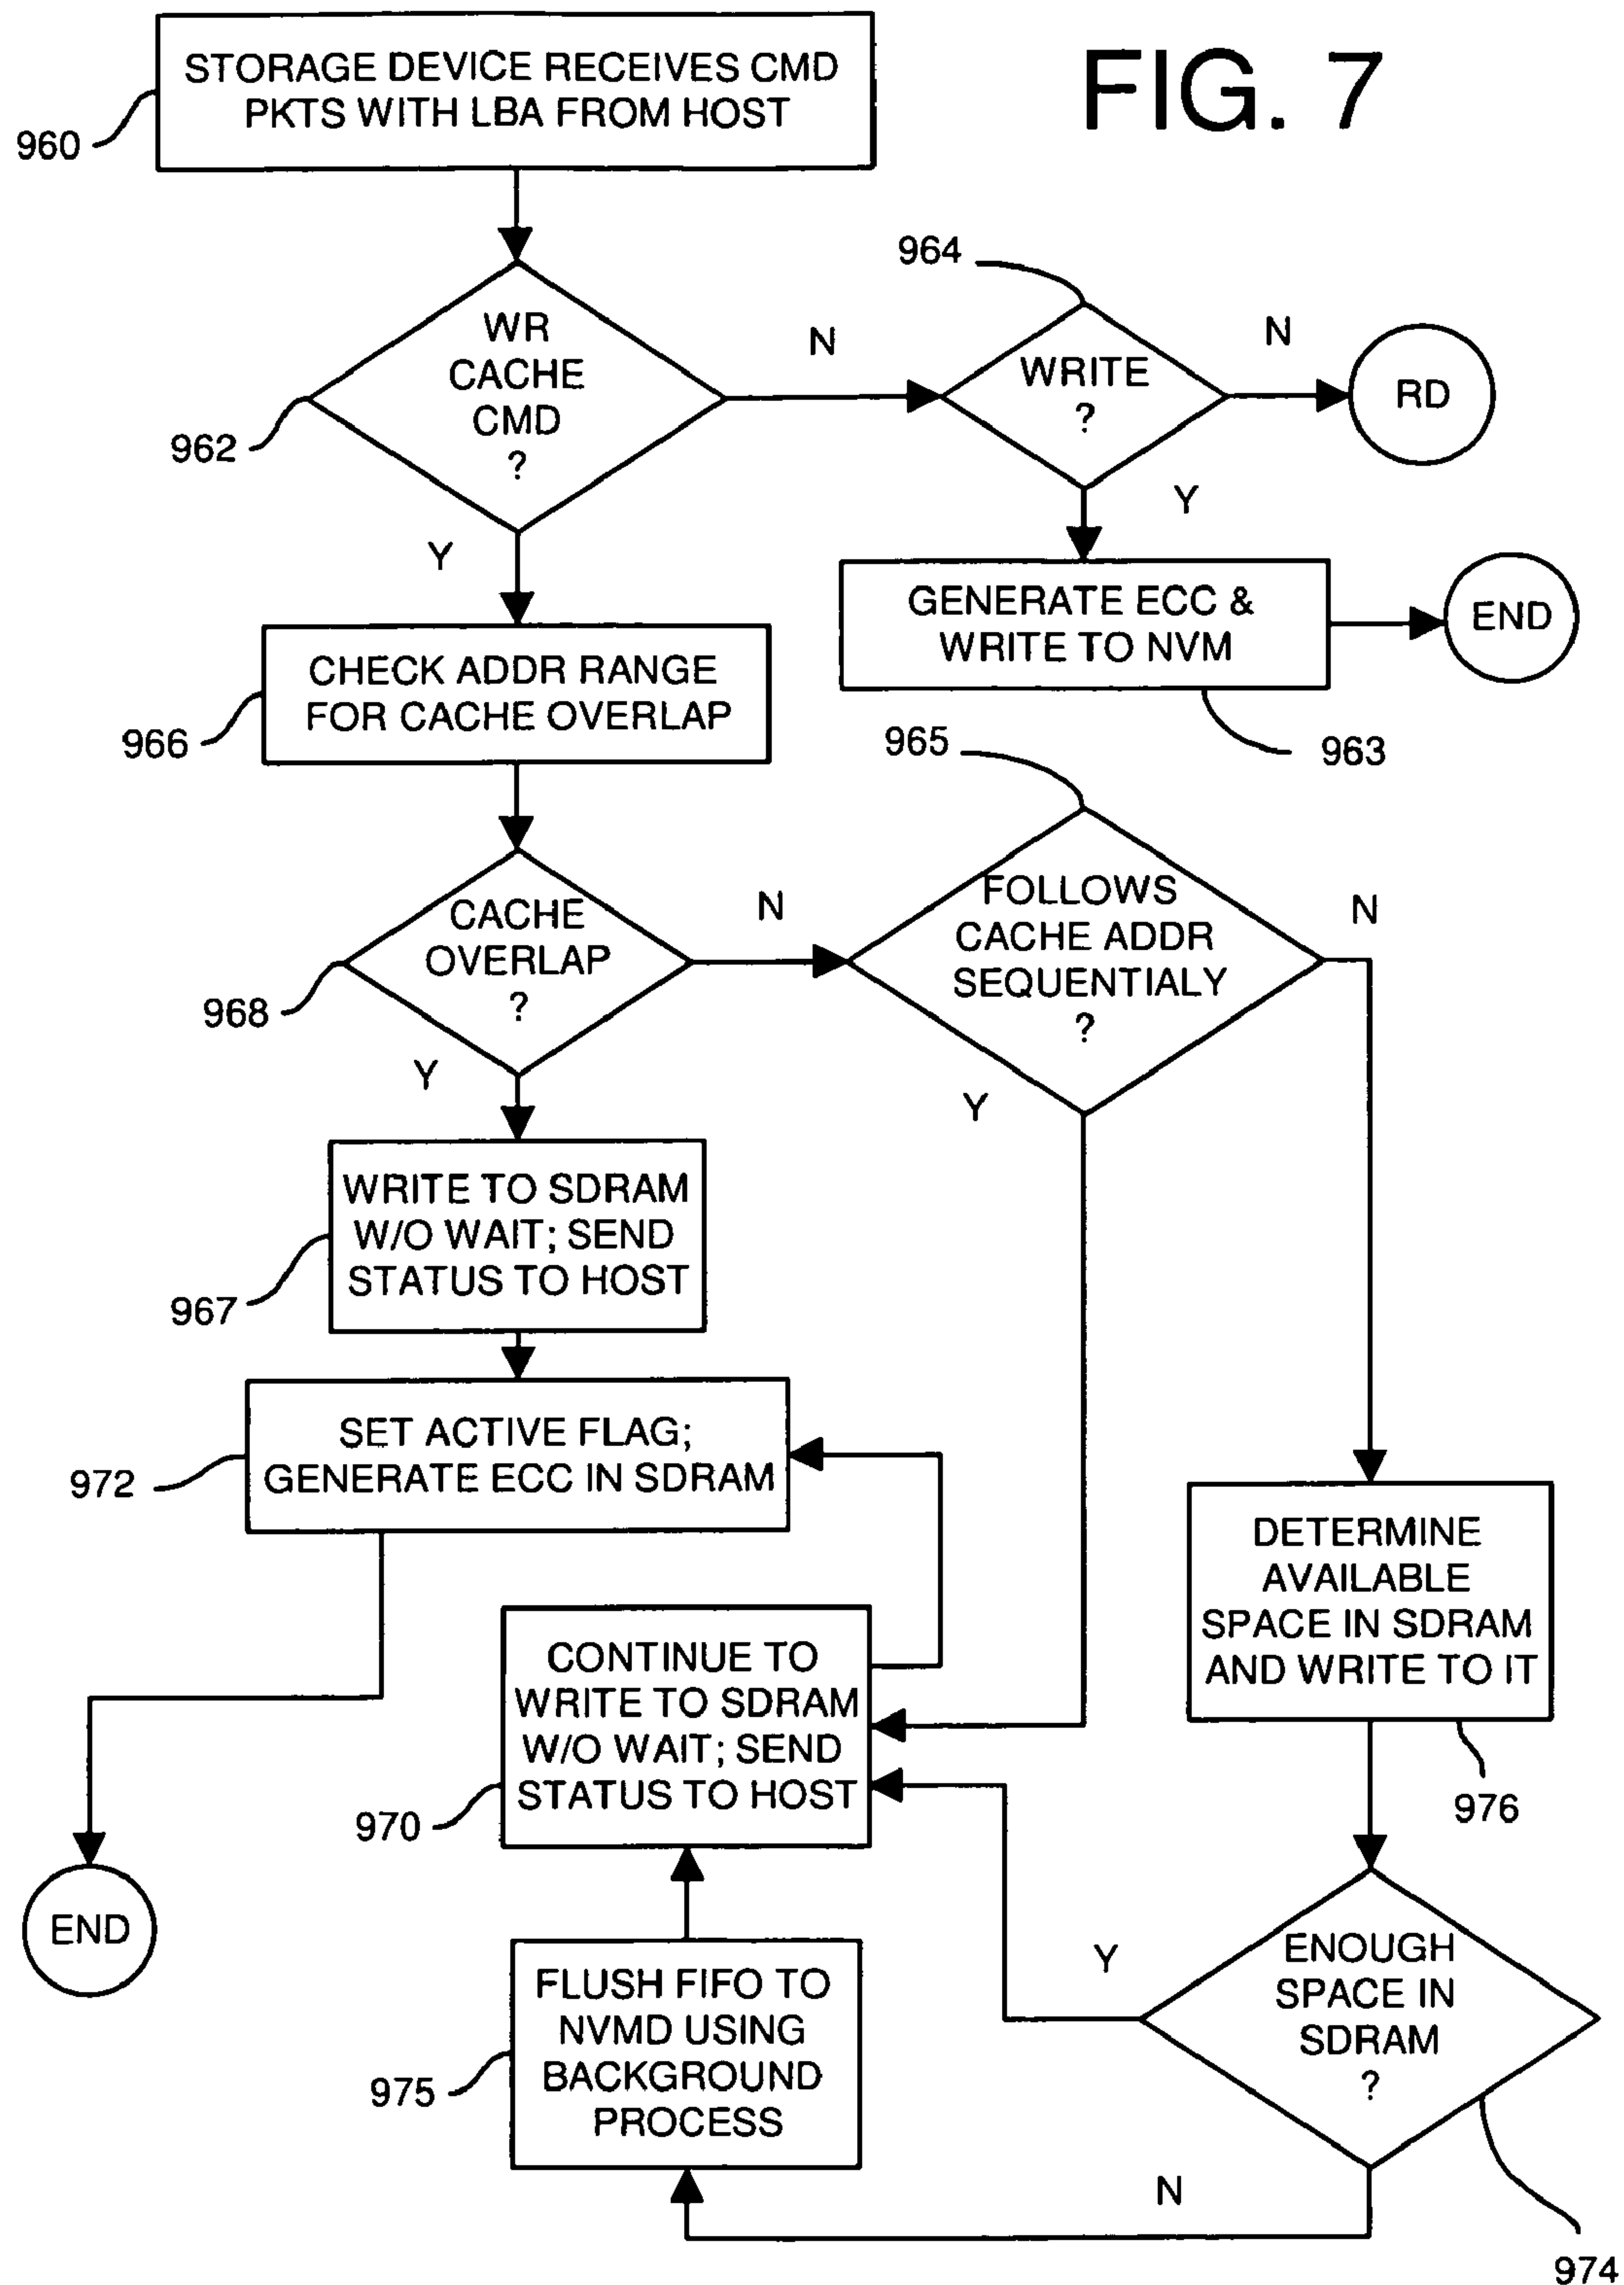 FIG. 7
STORAGE DEVICE RECEIVES CMD
PKTS WITH LBA FROM HOST
960
WR
CACHE
CMD
?
962
N
964
WRITE
?
N
RD
Y
Y
GENERATE ECC &
WRITE TO NVM
END
963
CHECK ADDR RANGE
FOR CACHE OVERLAP
966
965
CACHE
OVERLAP
?
968
N
FOLLOWS
CACHE ADDR
SEQUENTIALY
?
N
Y
Y
WRITE TO SDRAM
W/O WAIT; SEND
STATUS TO HOST
967
SET ACTIVE FLAG;
GENERATE ECC IN SDRAM
972
DETERMINE
AVAILABLE
SPACE IN SDRAM
AND WRITE TO IT
976
CONTINUE TO
WRITE TO SDRAM
W/O WAIT; SEND
STATUS TO HOST
970
END
FLUSH FIFO TO
NVMD USING
BACKGROUND
PROCESS
975
Y
ENOUGH
SPACE IN
SDRAM
?
N
974